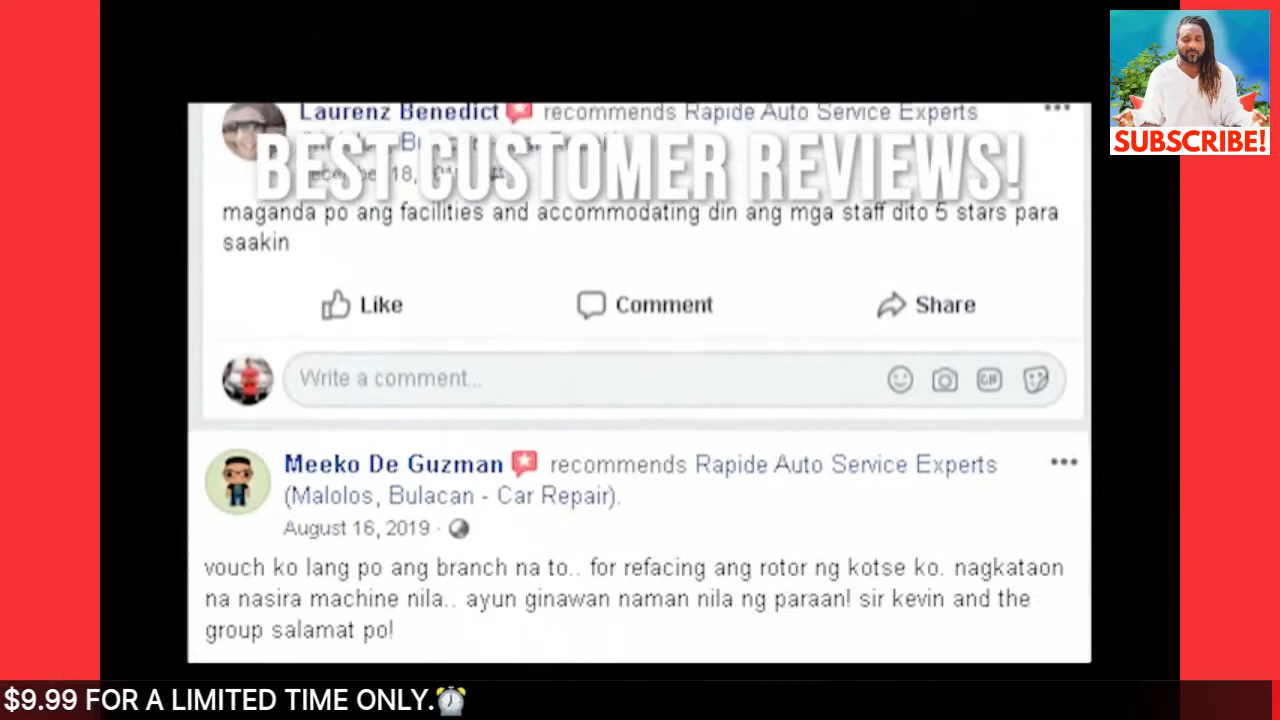 Laurenz Benedict recommends Rapide Auto Service Experts
BEST CUSTOMER REVIEWS!
maganda po ang facilities and accommodating din ang mga staff dito 5 stars para
saakin
Like Comment Share
Write a comment...
GIF
Meeko De Guzman recommends Rapide Auto Service Experts
(Malolos, Bulacan - Car Repair).
August 16, 2019 ·
vouch ko lang po ang branch na to.. for refacing ang rotor ng kotse ko. nagkataon
na nasira machine nila.. ayun ginawan naman nila ng paraan! sir kevin and the
group salamat po!
SUBSCRIBE!
$9.99 FOR A LIMITED TIME ONLY.⏰